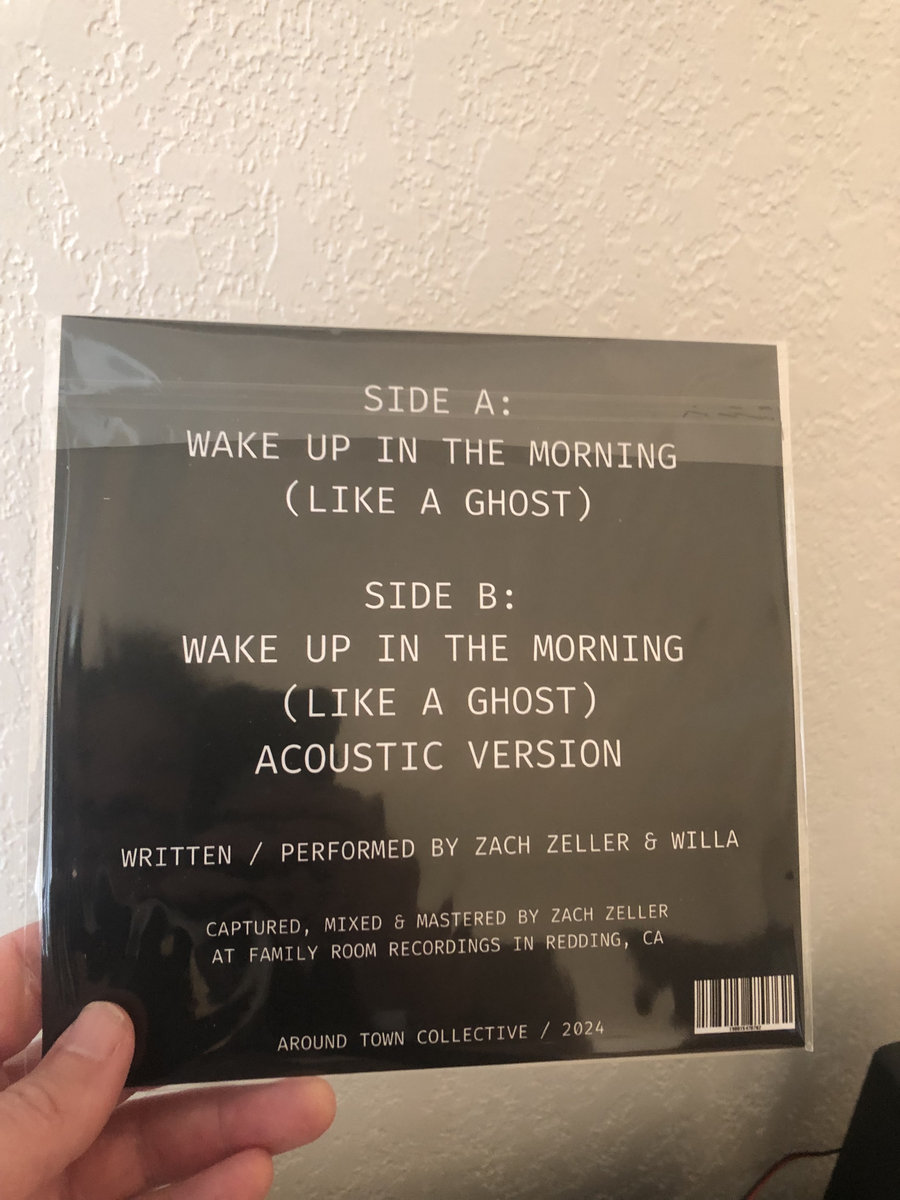 SIDE A:
WAKE UP IN THE MORNING
(LIKE A GHOST)
SIDE B:
WAKE UP IN THE MORNING
(LIKE A GHOST)
ACOUSTIC VERSION
WRITTEN / PERFORMED BY ZACH ZELLER & WILLA
CAPTURED, MIXED & MASTERED BY ZACH ZELLER
AT FAMILY ROOM RECORDINGS IN REDDING, CA
AROUND TOWN COLLECTIVE / 2024